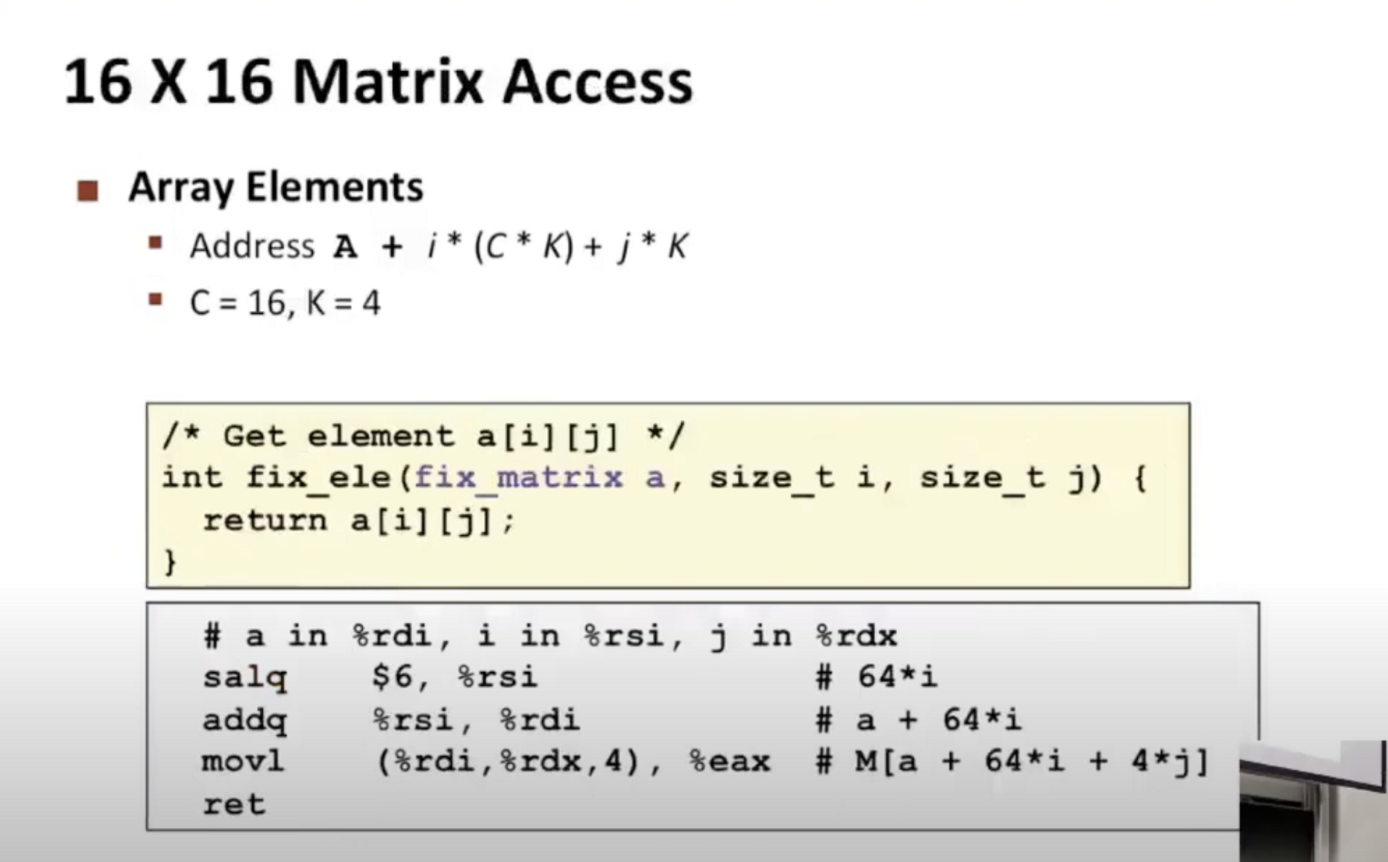 16 X 16 Matrix Access
Array Elements
Address A + i * (C * K) + j * K
C = 16, K = 4
/* Get element a[i][j] */
int fix_ele(fix_matrix a, size_t i, size_t j) {
return a[i][j];
}
# a in %rdi, i in %rsi, j in %rdx
salq $6, %rsi # 64*i
addq %rsi, %rdi # a + 64*i
movl (%rdi,%rdx,4), %eax # M[a + 64*i + 4*j]
ret